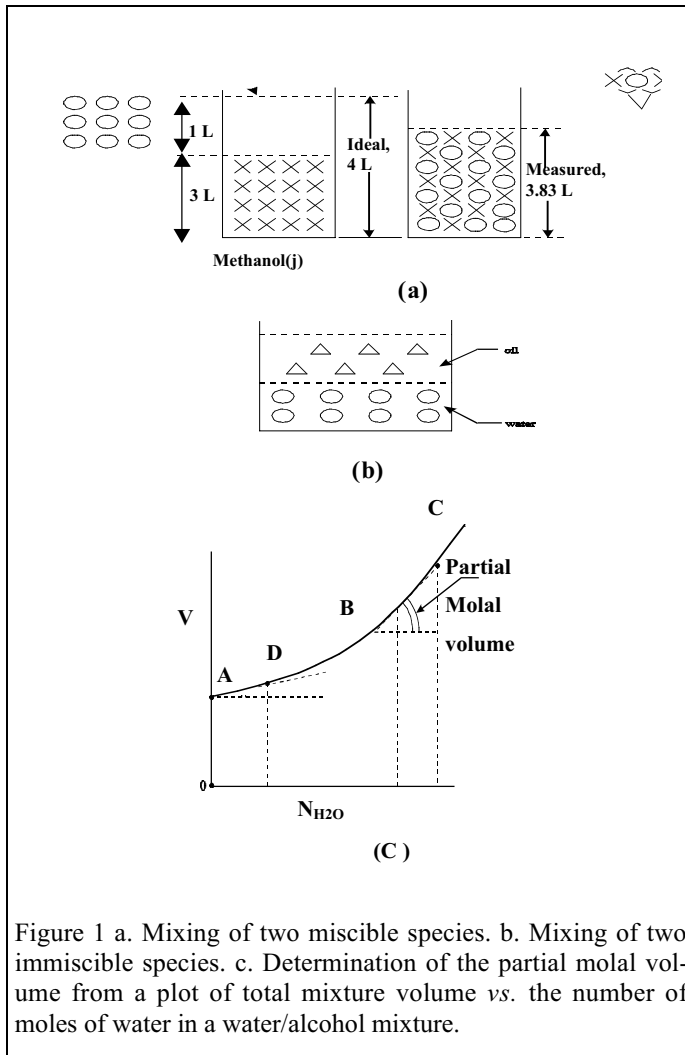 1 L
3 L
Ideal,
4 L
Measured,
3.83 L
Methanol(j)
(a)
oil
water
(b)
C
Partial
V
B
Molal
D
volume
A
0
N_H2O
(C )
Figure 1 a. Mixing of two miscible species. b. Mixing of two
immiscible species. c. Determination of the partial molal vol-
ume from a plot of total mixture volume vs. the number of
moles of water in a water/alcohol mixture.